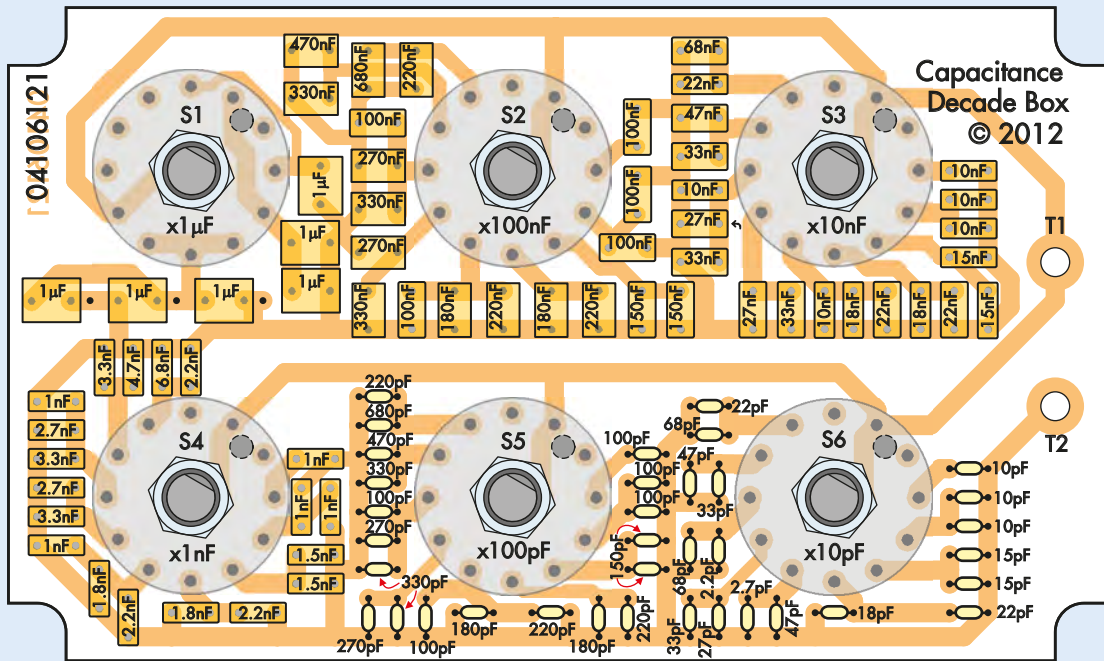 470nF
680nF
220nF
330nF
100nF
270nF
330nF
270nF
04106121
S1
x1µF
1µF
1µF
1µF
1µF
1µF
1µF
S2
x100nF
100nF
100nF
100nF
68nF
22nF
47nF
33nF
10nF
27nF
33nF
S3
x10nF
Capacitance
Decade Box
© 2012
10nF
10nF
10nF
15nF
T1
330nF
100nF
180nF
220nF
180nF
220nF
150nF
150nF
27nF
33nF
10nF
18nF
22nF
18nF
22nF
15nF
3.3nF
4.7nF
6.8nF
2.2nF
1nF
2.7nF
3.3nF
2.7nF
3.3nF
1nF
1.8nF
2.2nF
1.8nF
2.2nF
S4
x1nF
1nF
1nF
1nF
1.5nF
1.5nF
220pF
680pF
470pF
330pF
100pF
270pF
330pF
270pF
100pF
180pF
220pF
180pF
220pF
S5
x100pF
100pF
100pF
100pF
150pF
22pF
68pF
47pF
33pF
68pF
2.2pF
2.7pF
33pF
27pF
47pF
18pF
S6
x10pF
T2
10pF
10pF
10pF
15pF
15pF
22pF